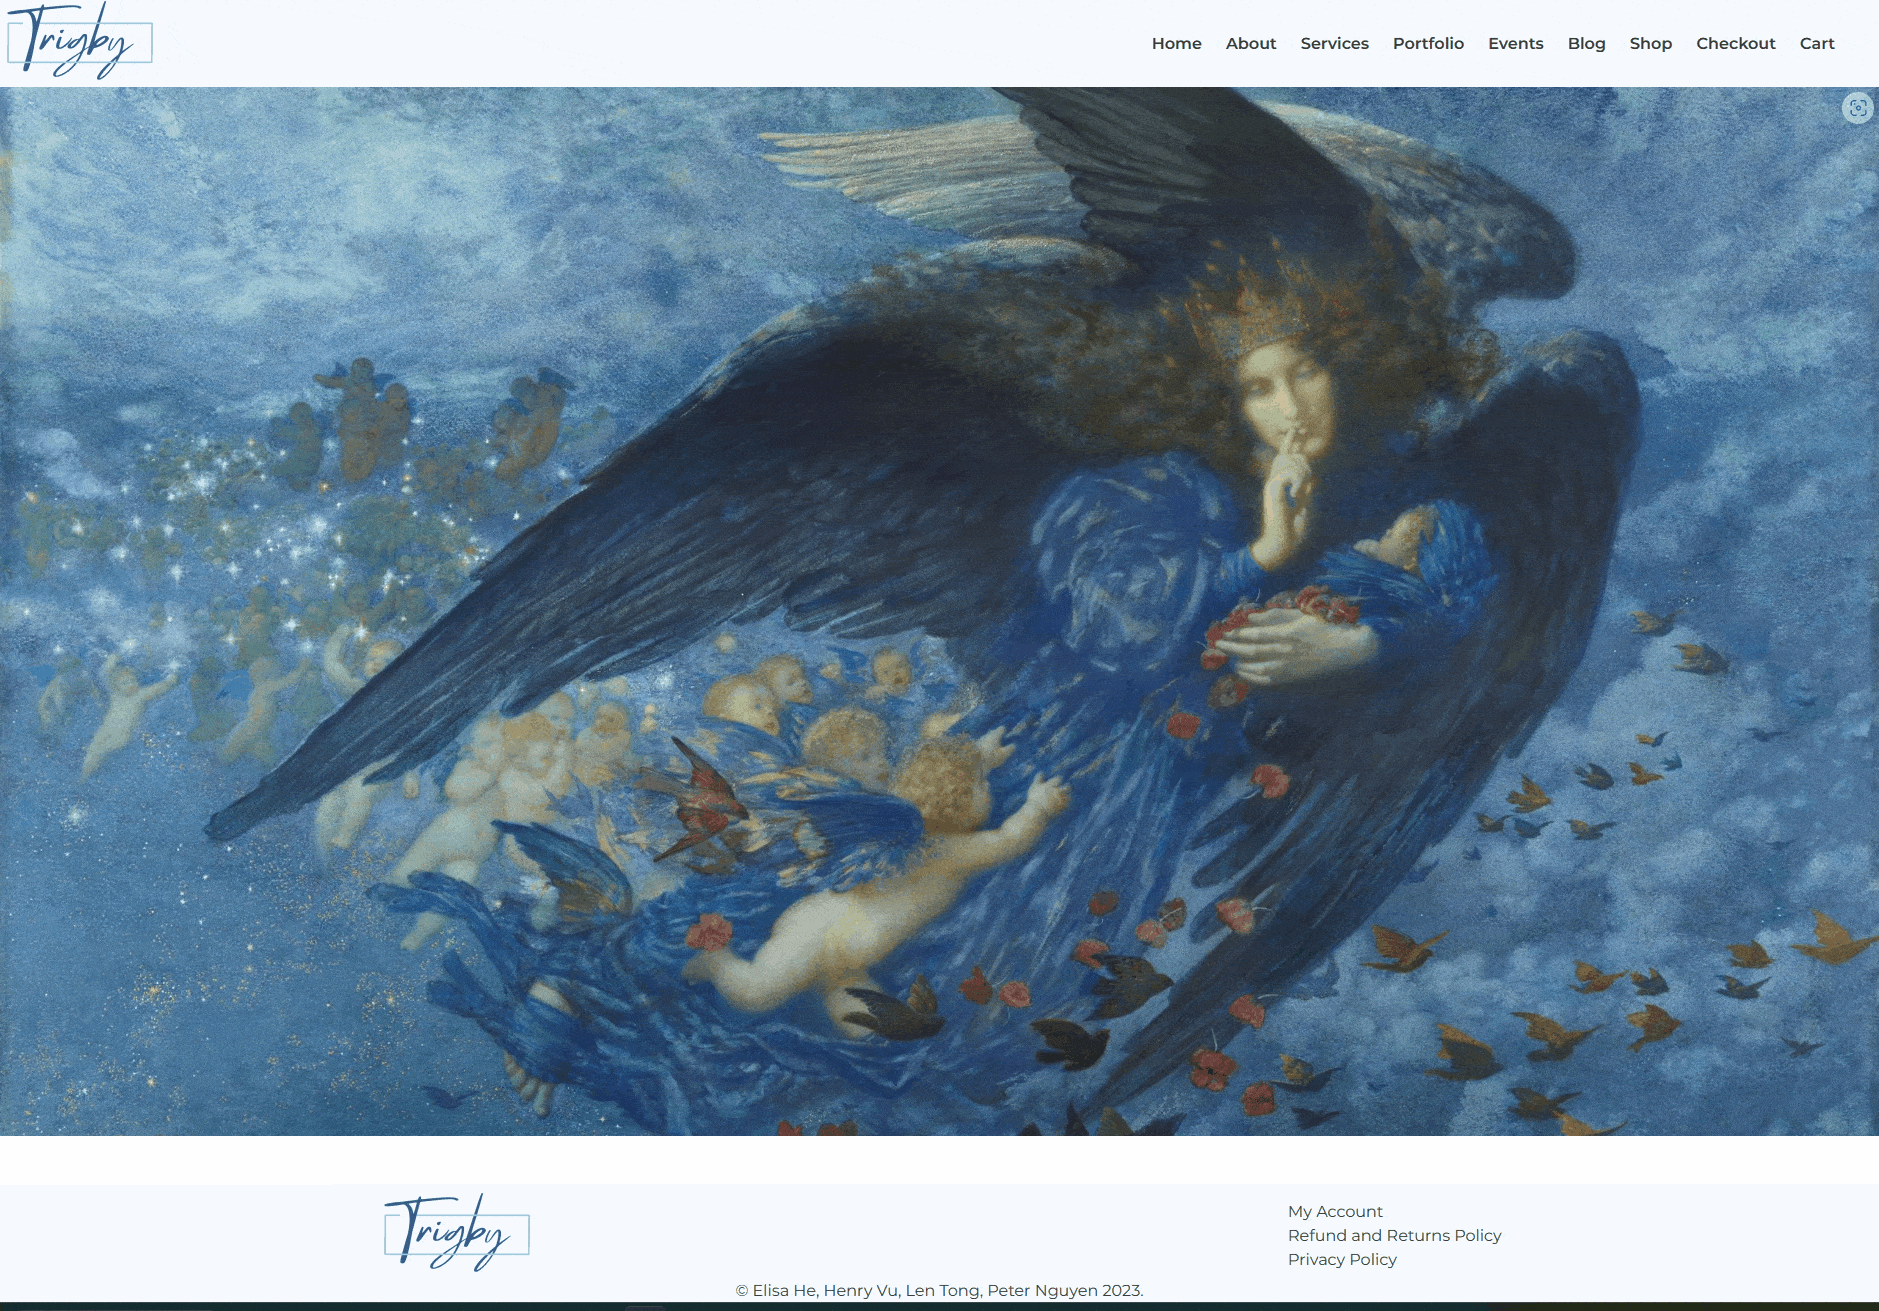 Trigby
Home About Services Portfolio Events Blog Shop Checkout Cart
Trigby
My Account
Refund and Returns Policy
Privacy Policy
© Elisa He, Henry Vu, Len Tong, Peter Nguyen 2023.